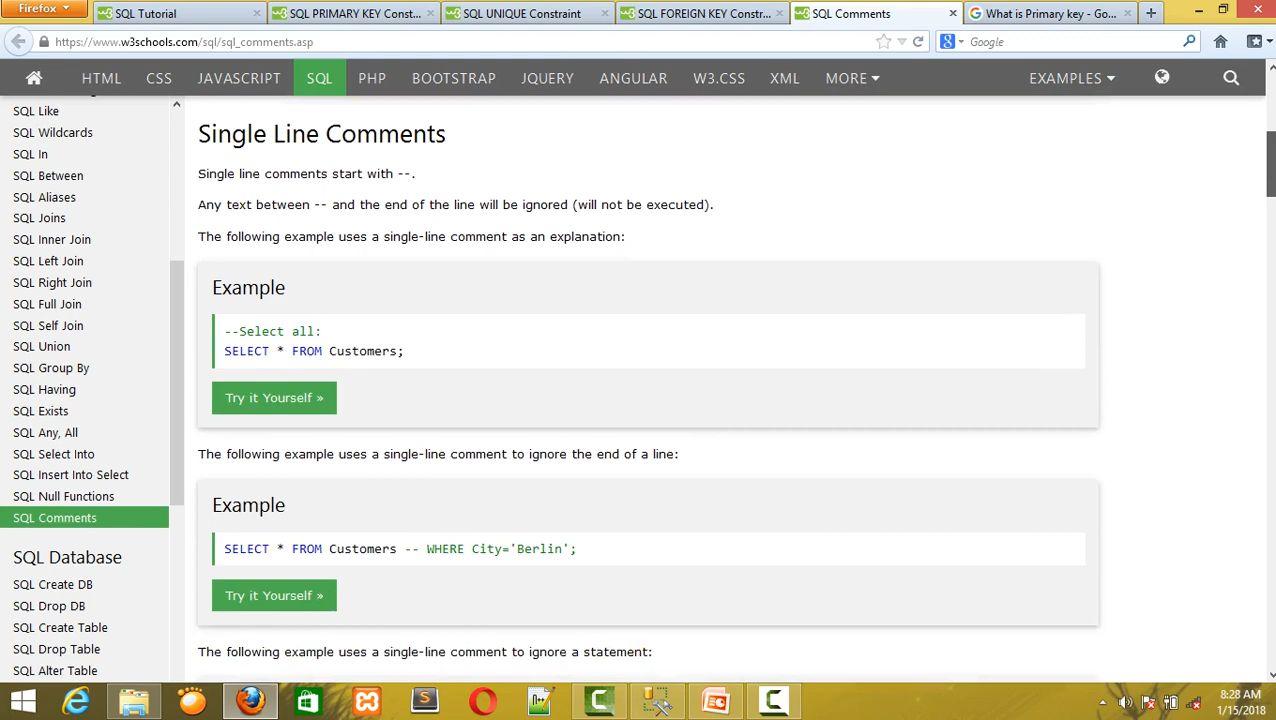 Firefox
SQL Tutorial
SQL PRIMARY KEY Const...
SQL UNIQUE Constraint
SQL FOREIGN KEY Constr...
SQL Comments
What is Primary key - Go...
https://www.w3schools.com/sql/sql_comments.asp
Google
HTML CSS JAVASCRIPT SQL PHP BOOTSTRAP JQUERY ANGULAR W3.CSS XML MORE EXAMPLES
SQL Like
SQL Wildcards
SQL In
SQL Between
SQL Aliases
SQL Joins
SQL Inner Join
SQL Left Join
SQL Right Join
SQL Full Join
SQL Self Join
SQL Union
SQL Group By
SQL Having
SQL Exists
SQL Any, All
SQL Select Into
SQL Insert Into Select
SQL Null Functions
SQL Comments
SQL Database
SQL Create DB
SQL Drop DB
SQL Create Table
SQL Drop Table
SQL Alter Table
Single Line Comments
Single line comments start with --.
Any text between -- and the end of the line will be ignored (will not be executed).
The following example uses a single-line comment as an explanation:
Example
--Select all:
SELECT * FROM Customers;
Try it Yourself »
The following example uses a single-line comment to ignore the end of a line:
Example
SELECT * FROM Customers -- WHERE City='Berlin';
Try it Yourself »
The following example uses a single-line comment to ignore a statement:
8:28 AM
1/15/2018